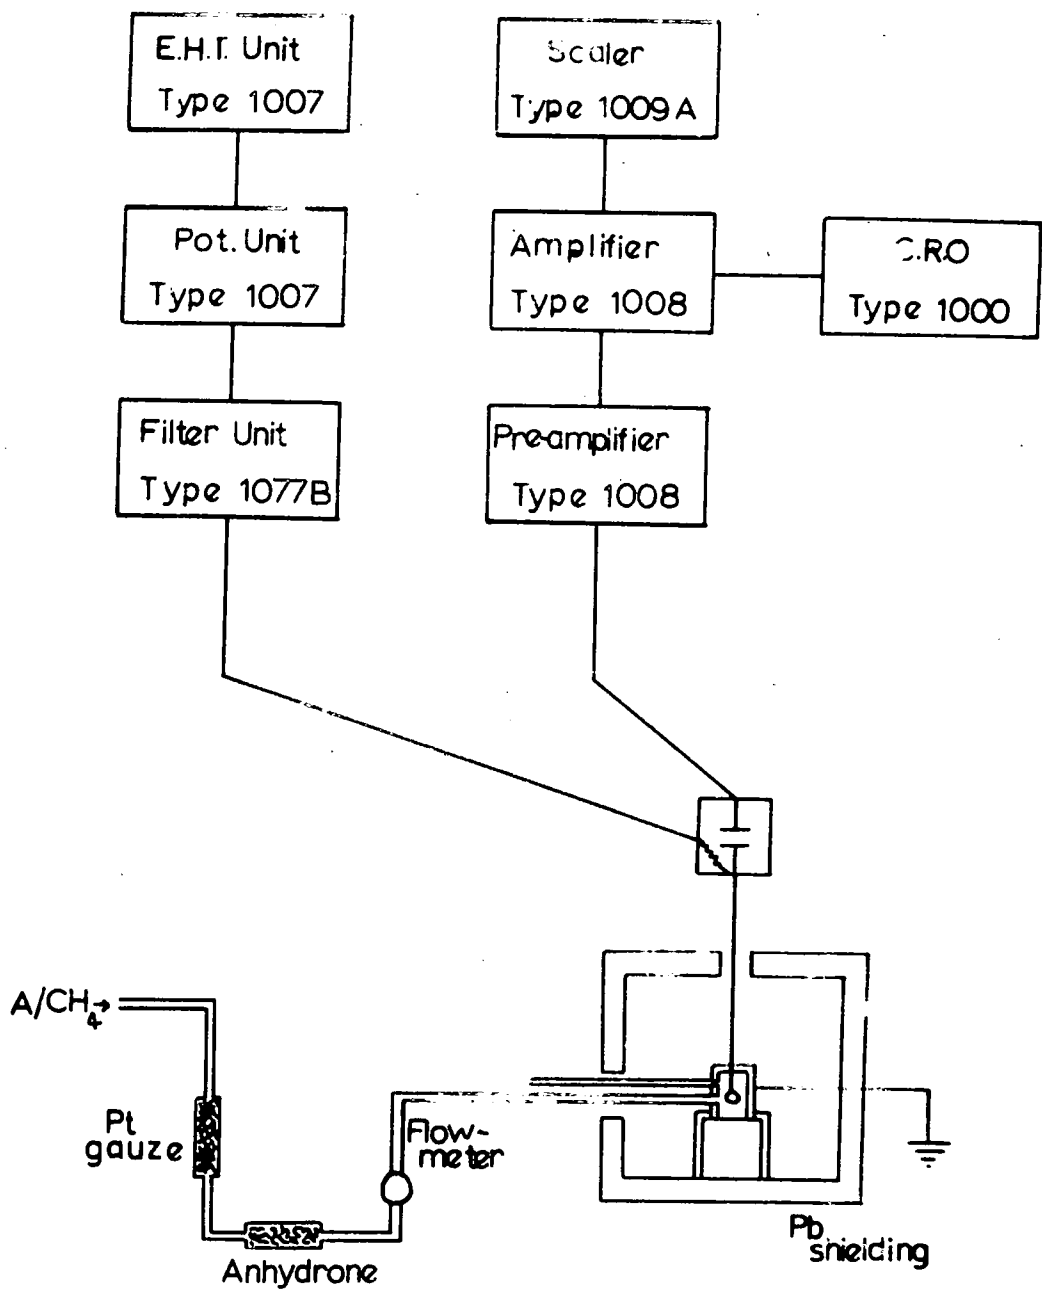 E.H.T. Unit
Type 1007
Scaler
Type 1009A
Pot. Unit
Type 1007
Amplifier
Type 1008
C.R.O
Type 1000
Filter Unit
Type 1077B
Pre-amplifier
Type 1008
A/CH₄→
Pt
gauze
Flow-
meter
Anhydrone
Pb
shielding